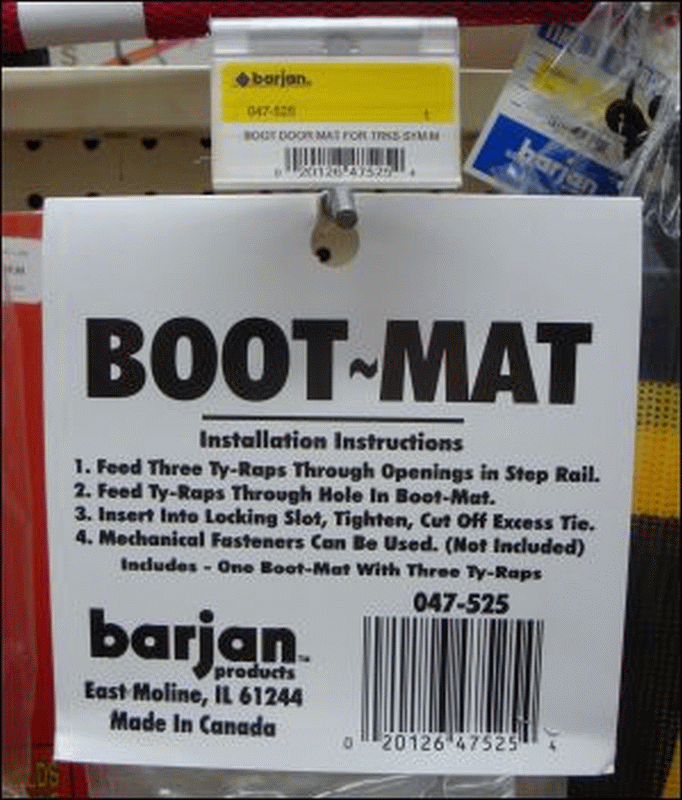 barjan
047-525 1
BOOT DOOR MAT FOR TRKS SYM M
0 20126 47525 4
barjan
BOOT~MAT
Installation Instructions
1. Feed Three Ty-Raps Through Openings in Step Rail.
2. Feed Ty-Raps Through Hole In Boot-Mat.
3. Insert Into Locking Slot, Tighten, Cut Off Excess Tie.
4. Mechanical Fasteners Can Be Used. (Not Included)
Includes - One Boot-Mat With Three Ty-Raps
047-525
barjan™
products
East Moline, IL 61244
Made In Canada
0 20126 47525 4